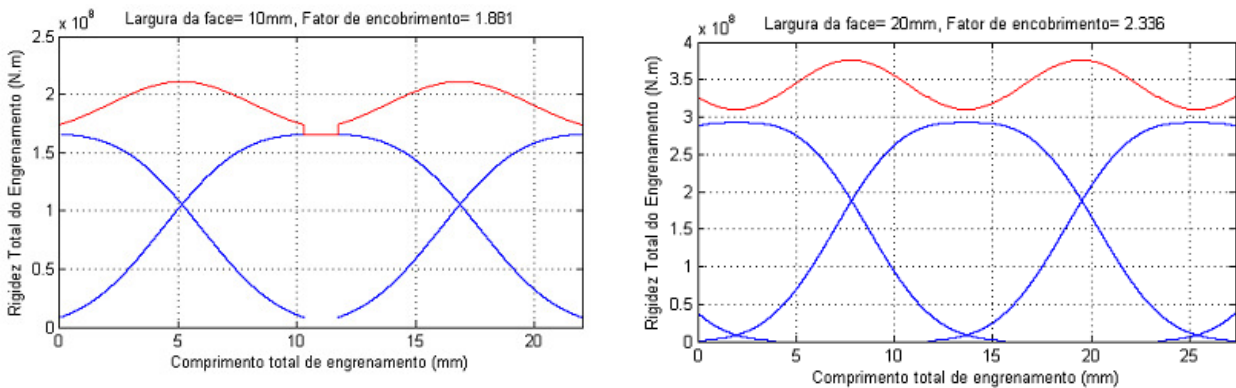 Largura da face= 10mm, Fator de encobrimento= 1.881
x 10^8
Rigidez Total do Engrenamento (N.m)
2.5
2
1.5
1
0.5
0
0 5 10 15 20
Comprimento total de engrenamento (mm)
Largura da face= 20mm, Fator de encobrimento= 2.336
x 10^8
Rigidez Total do Engrenamento (N.m)
4
3.5
3
2.5
2
1.5
1
0.5
0
0 5 10 15 20 25
Comprimento total de engrenamento (mm)